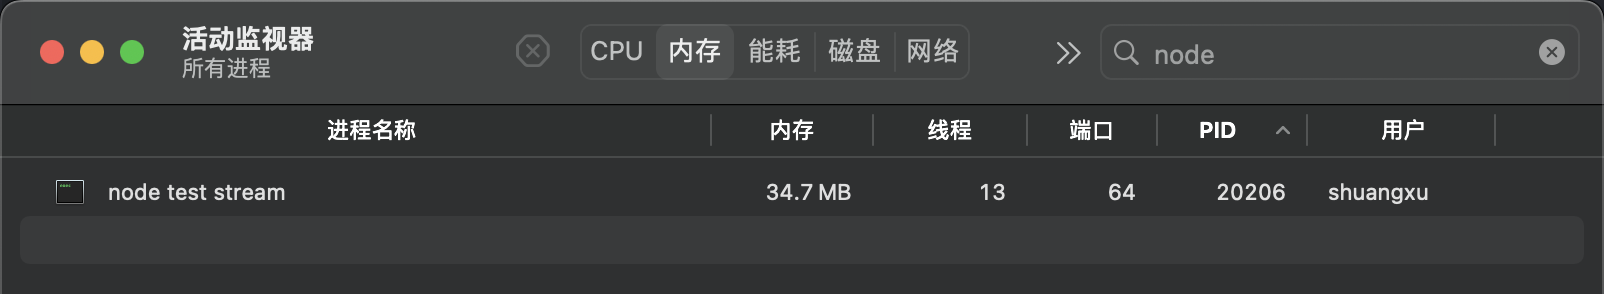 活动监视器
所有进程
CPU 内存 能耗 磁盘 网络
node
进程名称 内存 线程 端口 PID 用户
node test stream 34.7 MB 13 64 20206 shuangxu